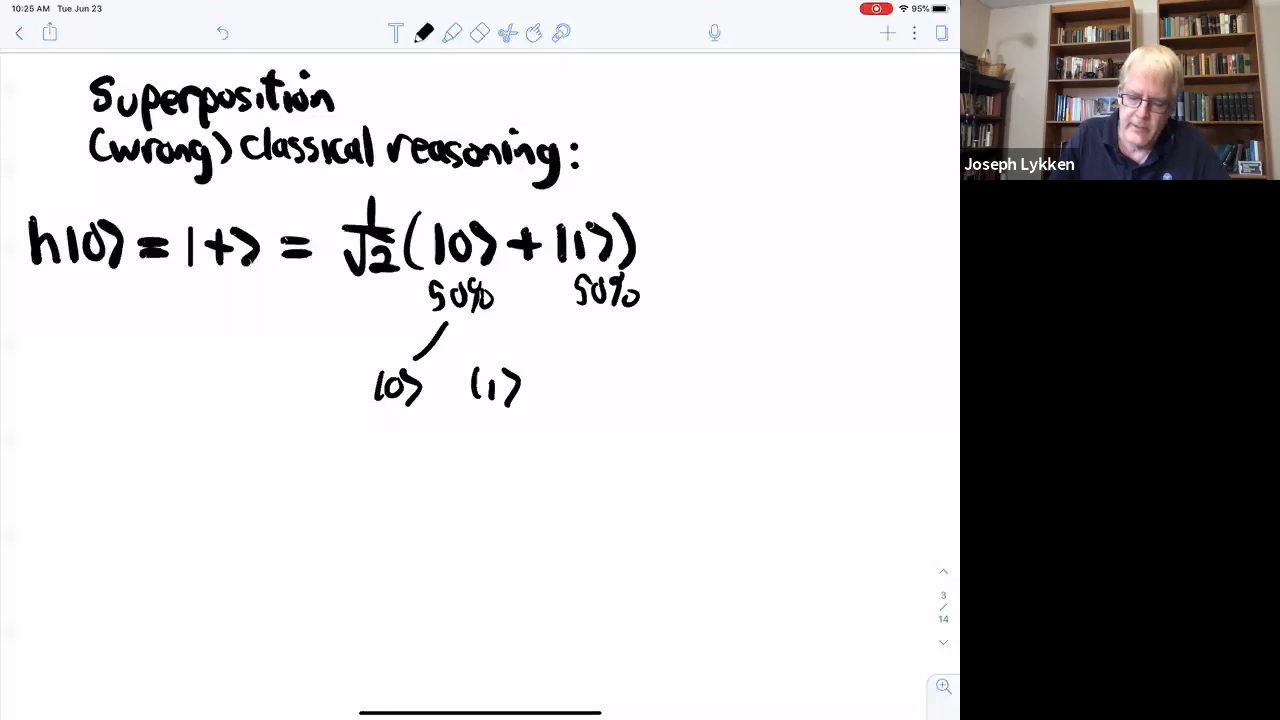 10:25 AM Tue Jun 23
95%
Superposition
(wrong) classical reasoning:
h|0> = |+> = 1/√2 (|0> + |1>)
50% 50%
|0> |1>
3
/
14
Joseph Lykken